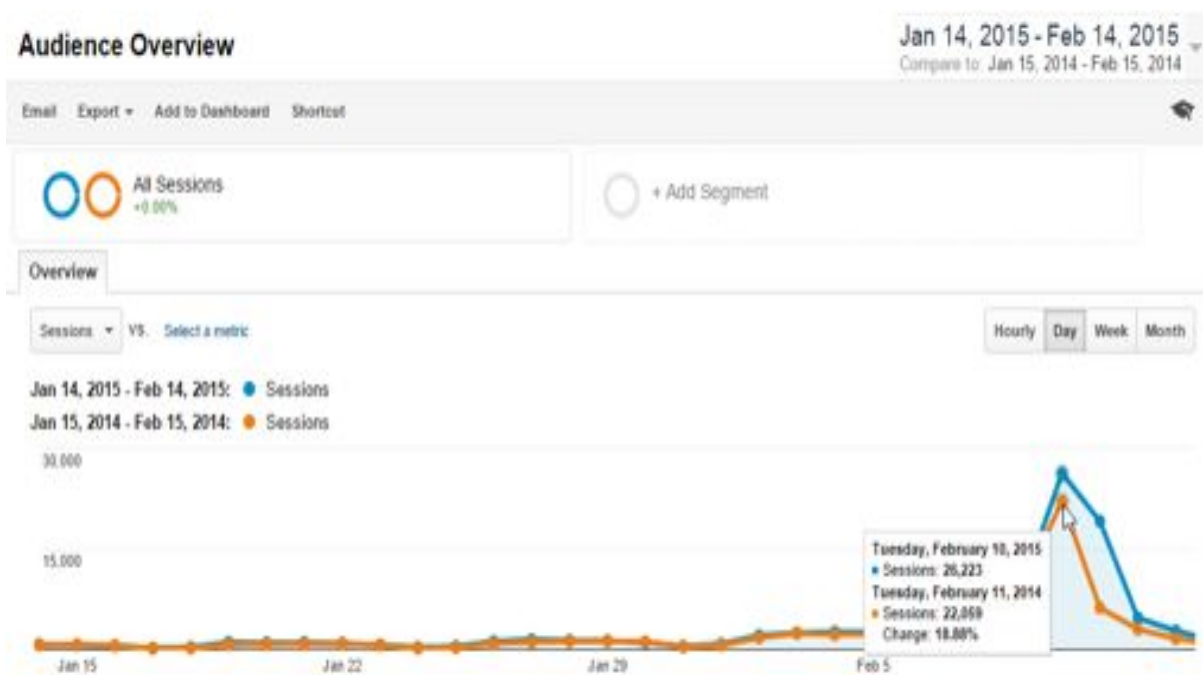 Audience Overview
Jan 14, 2015 - Feb 14, 2015
Compare to: Jan 15, 2014 - Feb 15, 2014
Email Export Add to Dashboard Shortcut
All Sessions
+0.00%
+ Add Segment
Overview
Sessions VS. Select a metric
Hourly Day Week Month
Jan 14, 2015 - Feb 14, 2015: Sessions
Jan 15, 2014 - Feb 15, 2014: Sessions
30,000
15,000
Tuesday, February 10, 2015
Sessions: 26,223
Tuesday, February 11, 2014
Sessions: 22,059
Change: 18.88%
Jan 15 Jan 22 Jan 29 Feb 5